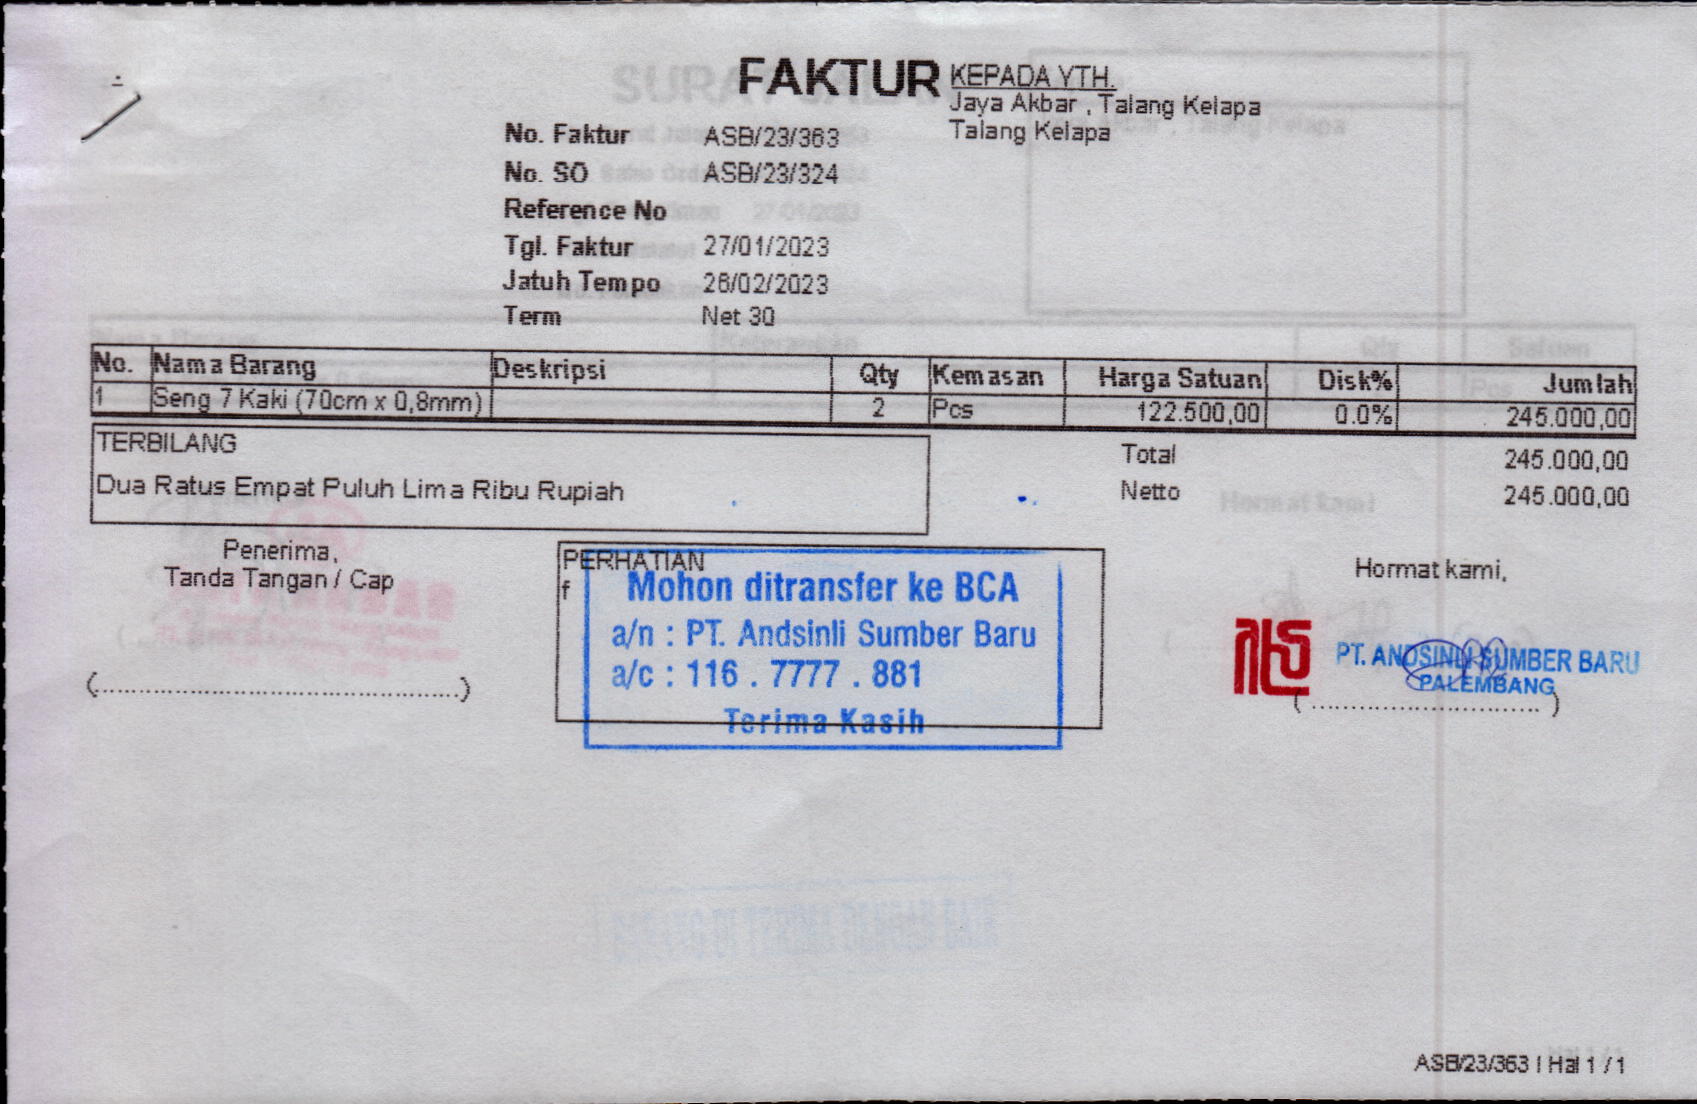 FAKTUR
KEPADA YTH.
Jaya Akbar , Talang Kelapa
Talang Kelapa
No. Faktur ASB/23/363
No. SO ASB/23/324
Reference No
Tgl. Faktur 27/01/2023
Jatuh Tempo 28/02/2023
Term Net 30
No. Nama Barang Deskripsi Qty Kemasan Harga Satuan Disk% Jumlah
1 Seng 7 Kaki (70cm x 0,8mm) 2 Pcs 122.500,00 0.0% 245.000,00
TERBILANG
Dua Ratus Empat Puluh Lima Ribu Rupiah
Total 245.000,00
Netto 245.000,00
Penerima,
Tanda Tangan / Cap
(............................................)
PERHATIAN
f
Mohon ditransfer ke BCA
a/n : PT. Andsinli Sumber Baru
a/c : 116 . 7777 . 881
Terima Kasih
Hormat kami,
PT. ANDSINLI SUMBER BARU
PALEMBANG
(............................)
ASB/23/363 | Hal 1 / 1